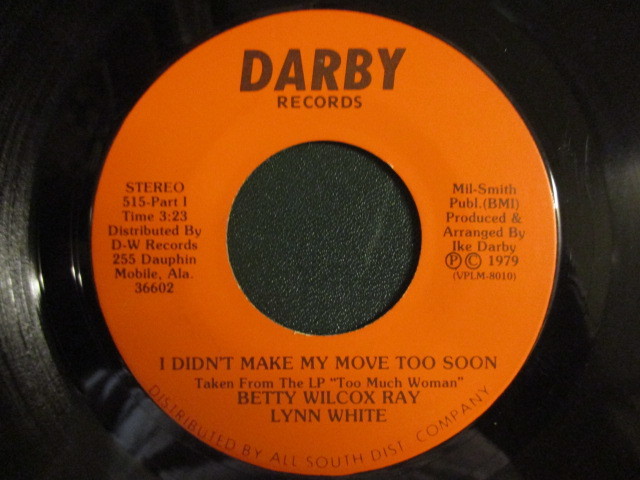 DARBY
RECORDS
STEREO
515-Part I
Time 3:23
Distributed By
D-W Records
255 Dauphin
Mobile, Ala.
36602
Mil-Smith
Publ.(BMI)
Produced &
Arranged By
Ike Darby
Ⓟ © 1979
(VPLM-8010)
I DIDN'T MAKE MY MOVE TOO SOON
Taken From The LP "Too Much Woman"
BETTY WILCOX RAY
LYNN WHITE
DISTRIBUTED BY ALL SOUTH DIST. COMPANY